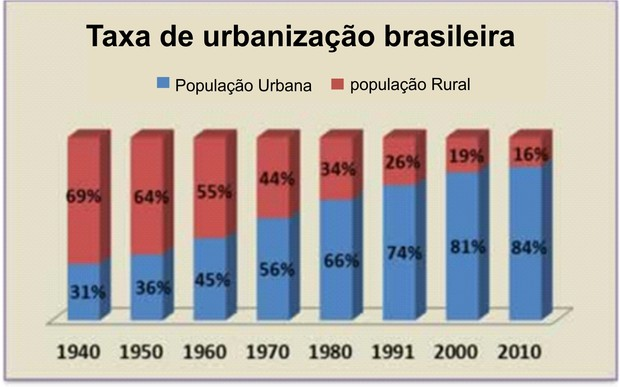 Taxa de urbanização brasileira
População Urbana população Rural
69% 64% 55% 44% 34% 26% 19% 16%
31% 36% 45% 56% 66% 74% 81% 84%
1940 1950 1960 1970 1980 1991 2000 2010